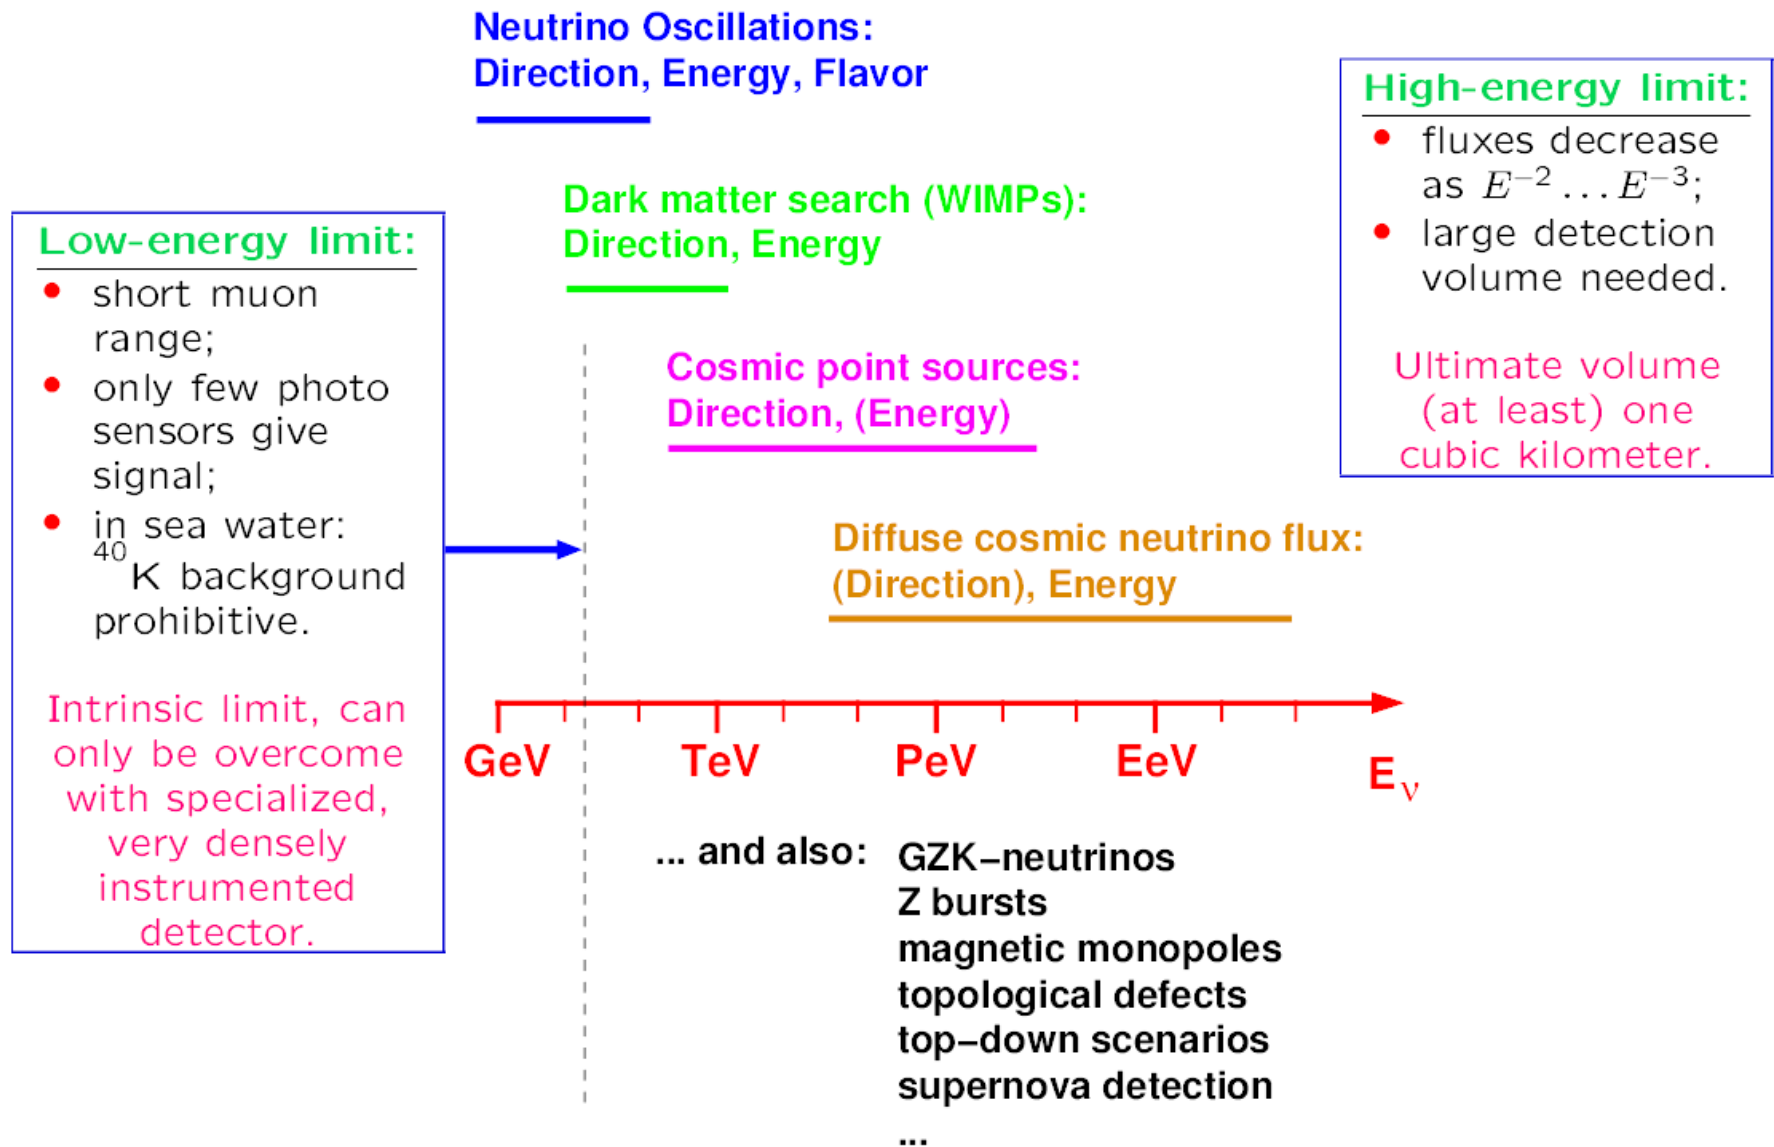 Neutrino Oscillations:
Direction, Energy, Flavor
Dark matter search (WIMPs):
Direction, Energy
Cosmic point sources:
Direction, (Energy)
Diffuse cosmic neutrino flux:
(Direction), Energy
Low-energy limit:
• short muon
range;
• only few photo
sensors give
signal;
• in sea water:
⁴⁰K background
prohibitive.
Intrinsic limit, can
only be overcome
with specialized,
very densely
instrumented
detector.
High-energy limit:
• fluxes decrease
as E⁻² … E⁻³;
• large detection
volume needed.
Ultimate volume
(at least) one
cubic kilometer.
GeV TeV PeV EeV Eν
... and also: GZK–neutrinos
Z bursts
magnetic monopoles
topological defects
top–down scenarios
supernova detection
...